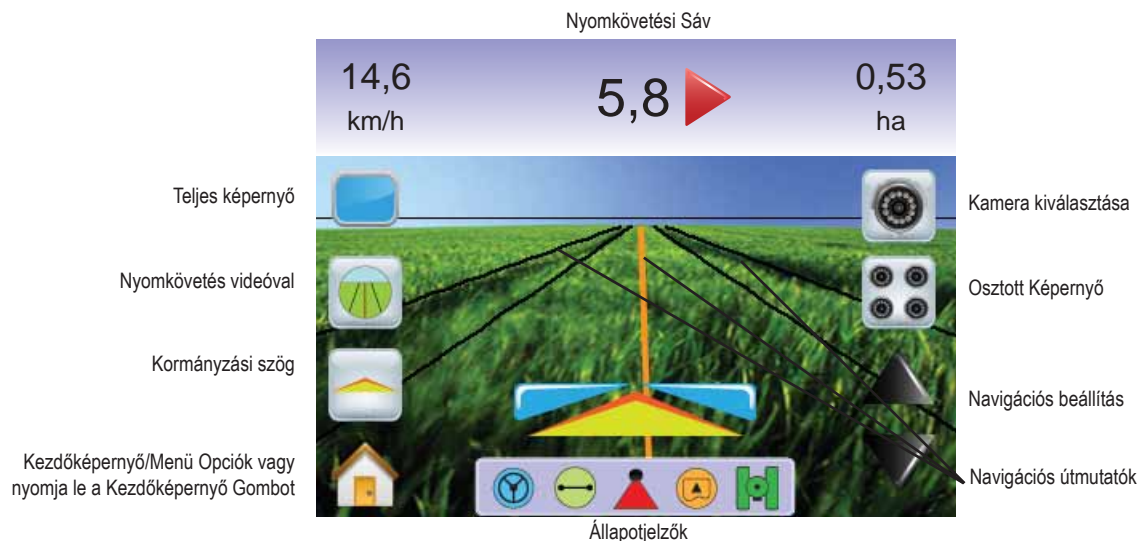 Nyomkövetési Sáv
14,6
km/h
5,8
0,53
ha
Teljes képernyő
Nyomkövetés videóval
Kormányzási szög
Kezdőképernyő/Menü Opciók vagy
nyomja le a Kezdőképernyő Gombot
Kamera kiválasztása
Osztott Képernyő
Navigációs beállítás
Navigációs útmutatók
Állapotjelzők